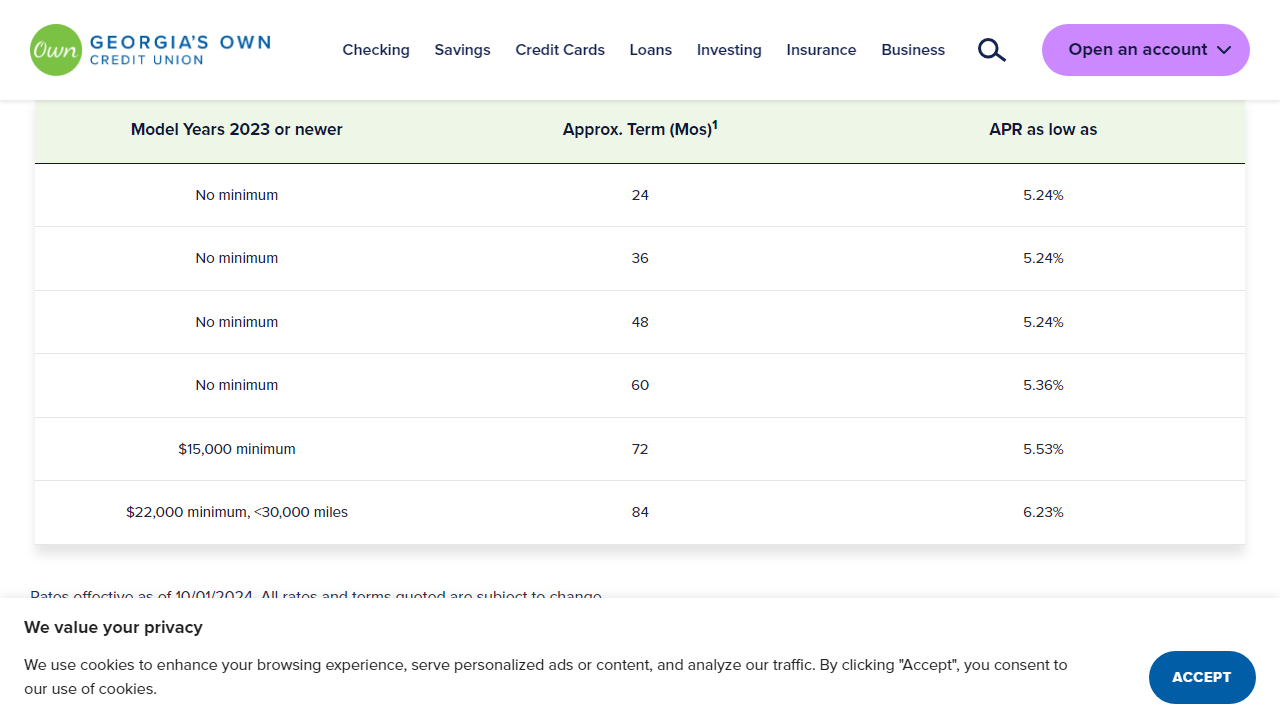 Own
GEORGIA'S OWN
CREDIT UNION
Checking Savings Credit Cards Loans Investing Insurance Business
Open an account
Model Years 2023 or newer Approx. Term (Mos)1 APR as low as
No minimum 24 5.24%
No minimum 36 5.24%
No minimum 48 5.24%
No minimum 60 5.36%
$15,000 minimum 72 5.53%
$22,000 minimum, <30,000 miles 84 6.23%
Rates effective as of 10/01/2024. All rates and terms quoted are subject to change
We value your privacy
We use cookies to enhance your browsing experience, serve personalized ads or content, and analyze our traffic. By clicking "Accept", you consent to
our use of cookies.
ACCEPT